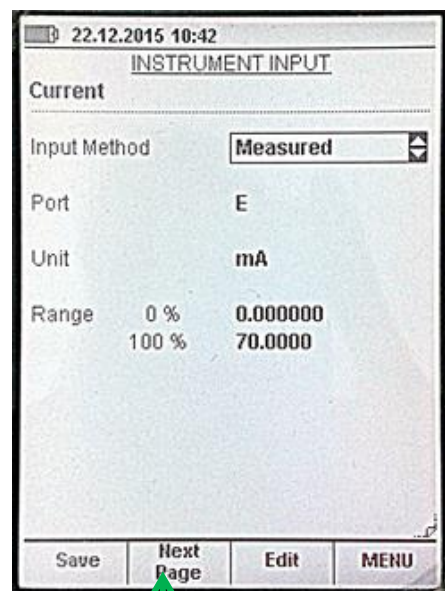 22.12.2015 10:42
INSTRUMENT INPUT
Current
Input Method Measured
Port E
Unit mA
Range 0 % 0.000000
100 % 70.0000
Save Next Page Edit MENU